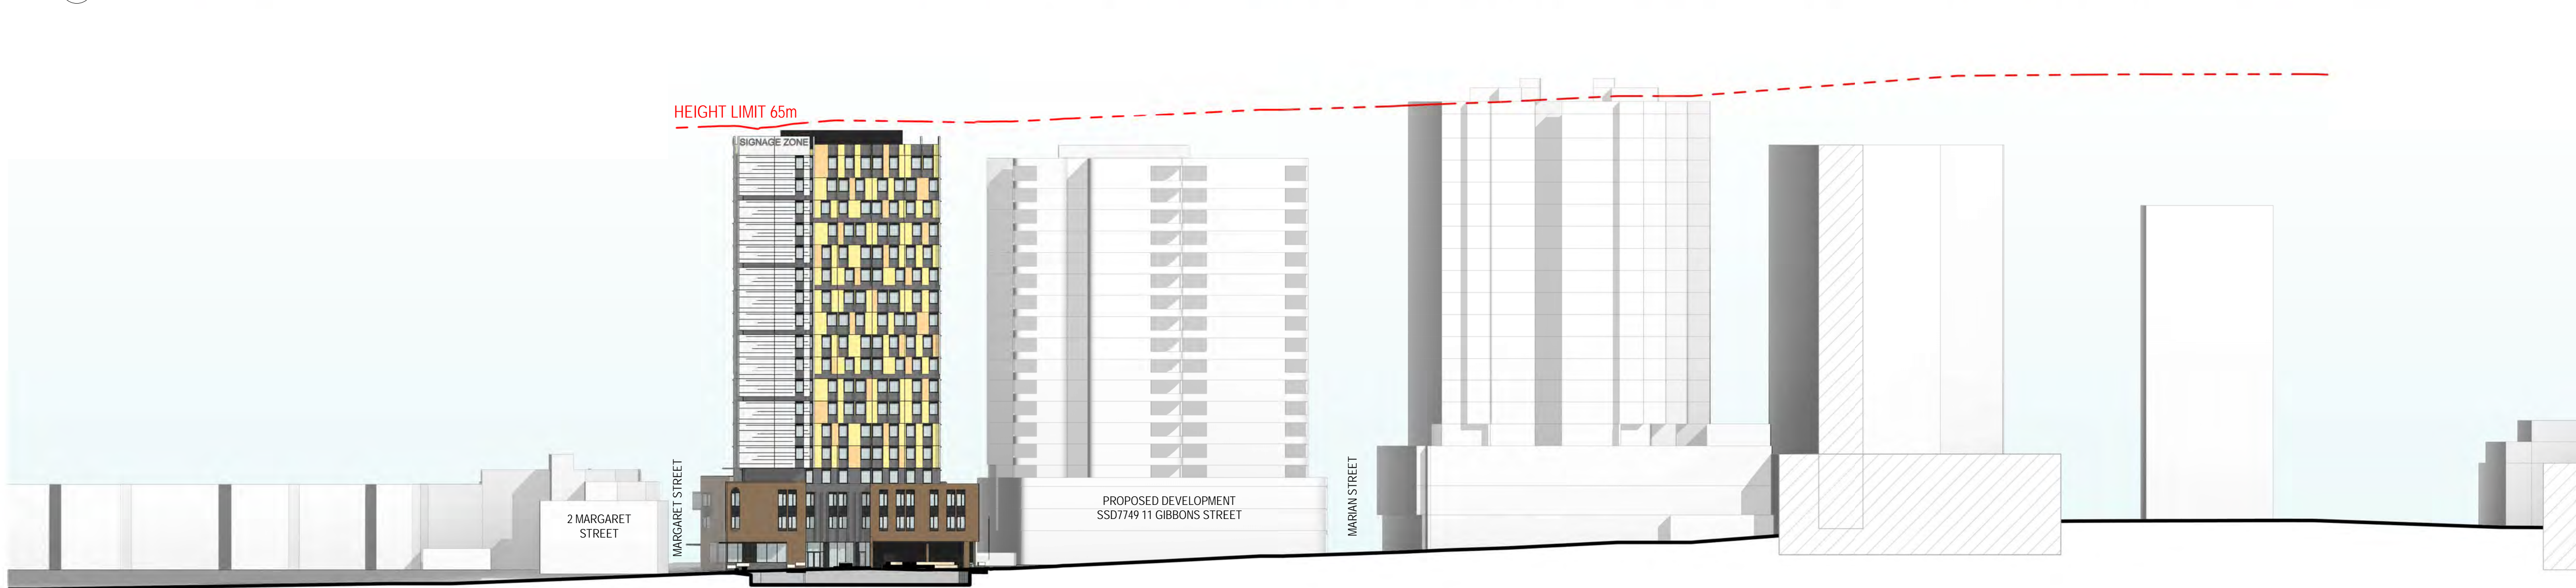 HEIGHT LIMIT 65m
SIGNAGE ZONE
2 MARGARET
STREET
MARGARET STREET
PROPOSED DEVELOPMENT
SSD7749 11 GIBBONS STREET
MARIAN STREET